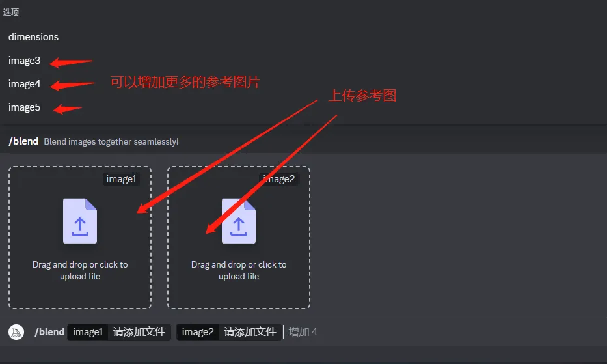 选项
dimensions
image3
image4
image5
可以增加更多的参考图片
上传参考图
/blend Blend images together seamlessly!
image1
image2
Drag and drop or click to upload file
Drag and drop or click to upload file
/blend image1 请添加文件 image2 请添加文件 增加 4